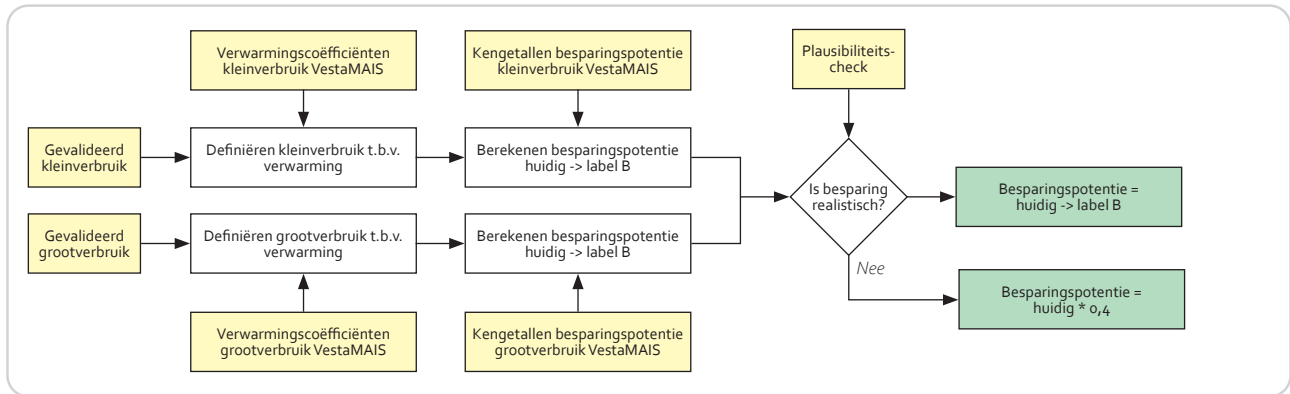 Verwarmingscoëfficiënten
kleinverbruik VestaMAIS
Kengetallen besparingspotentie
kleinverbruik VestaMAIS
Plausibiliteits-
check
Gevalideerd
kleinverbruik
Definiëren kleinverbruik t.b.v.
verwarming
Berekenen besparingspotentie
huidig -> label B
Is besparing
realistisch?
Besparingspotentie =
huidig -> label B
Gevalideerd
grootverbruik
Definiëren grootverbruik t.b.v.
verwarming
Berekenen besparingspotentie
huidig -> label B
Nee
Besparingspotentie =
huidig * 0,4
Verwarmingscoëfficiënten
grootverbruik VestaMAIS
Kengetallen besparingspotentie
grootverbruik VestaMAIS